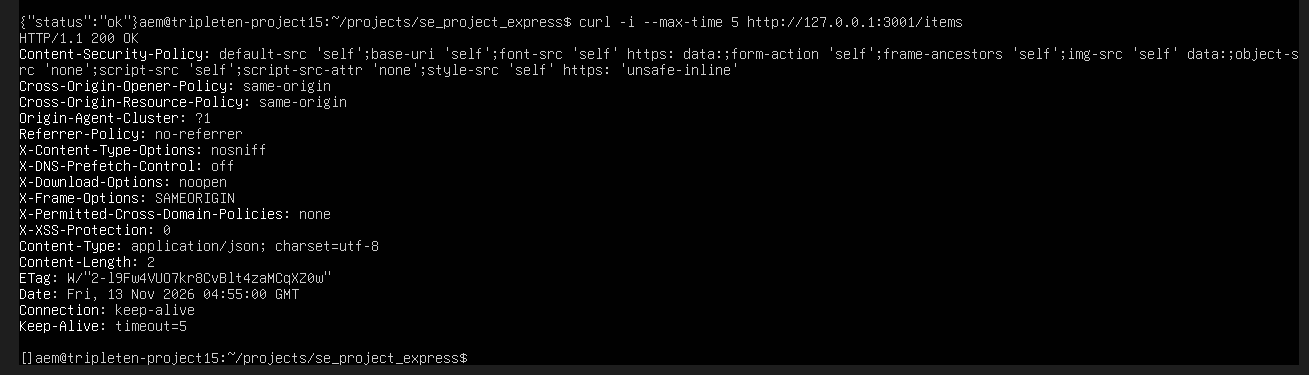 {"status":"ok"}aem@tripleten-project15:~/projects/se_project_express$ curl -i --max-time 5 http://127.0.0.1:3001/items
HTTP/1.1 200 OK
Content-Security-Policy: default-src 'self';base-uri 'self';font-src 'self' https: data:;form-action 'self';frame-ancestors 'self';img-src 'self' data:;object-s
rc 'none';script-src 'self';script-src-attr 'none';style-src 'self' https: 'unsafe-inline'
Cross-Origin-Opener-Policy: same-origin
Cross-Origin-Resource-Policy: same-origin
Origin-Agent-Cluster: ?1
Referrer-Policy: no-referrer
X-Content-Type-Options: nosniff
X-DNS-Prefetch-Control: off
X-Download-Options: noopen
X-Frame-Options: SAMEORIGIN
X-Permitted-Cross-Domain-Policies: none
X-XSS-Protection: 0
Content-Type: application/json; charset=utf-8
Content-Length: 2
ETag: W/"2-l9Fw4VUO7kr8CvBlt4zaMCqXZ0w"
Date: Fri, 13 Nov 2026 04:55:00 GMT
Connection: keep-alive
Keep-Alive: timeout=5
[]aem@tripleten-project15:~/projects/se_project_express$